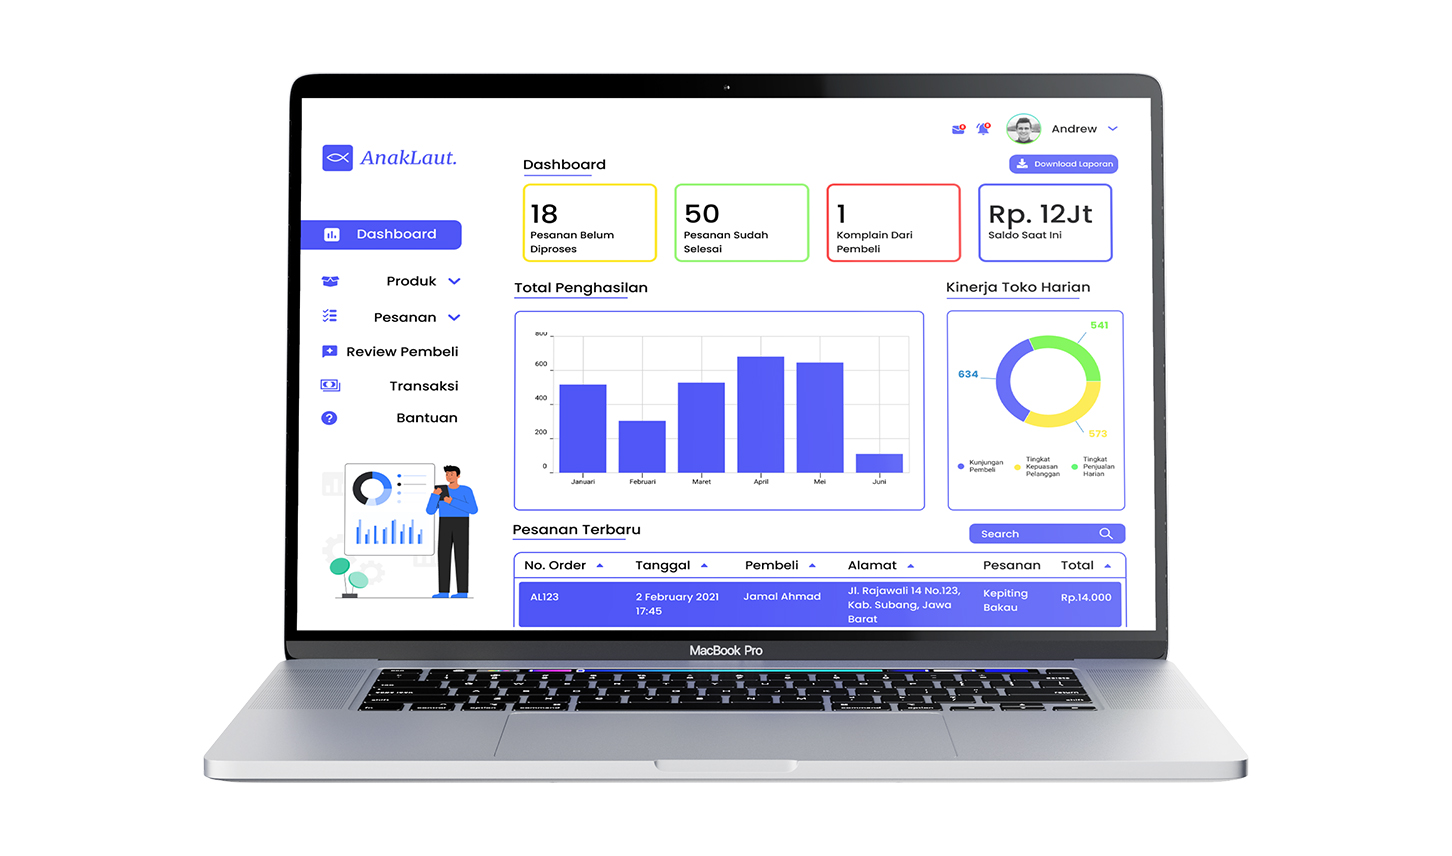 Andrew
AnakLaut.
Dashboard
Download Laporan
18
Pesanan Belum
Diproses
50
Pesanan Sudah
Selesai
1
Komplain Dari
Pembeli
Rp. 12Jt
Saldo Saat Ini
Dashboard
Produk
Pesanan
Review Pembeli
Transaksi
Bantuan
Total Penghasilan
800
600
400
200
0
Januari Februari Maret April Mei Juni
Kinerja Toko Harian
541
634
573
Kunjungan
Pembeli
Tingkat
Kepuasan
Pelanggan
Tingkat
Penjualan
Harian
Pesanan Terbaru
Search
No. Order Tanggal Pembeli Alamat Pesanan Total
AL123
2 February 2021
17:45
Jamal Ahmad
Jl. Rajawali 14 No.123,
Kab. Subang, Jawa
Barat
Kepiting
Bakau
Rp.14.000
MacBook Pro